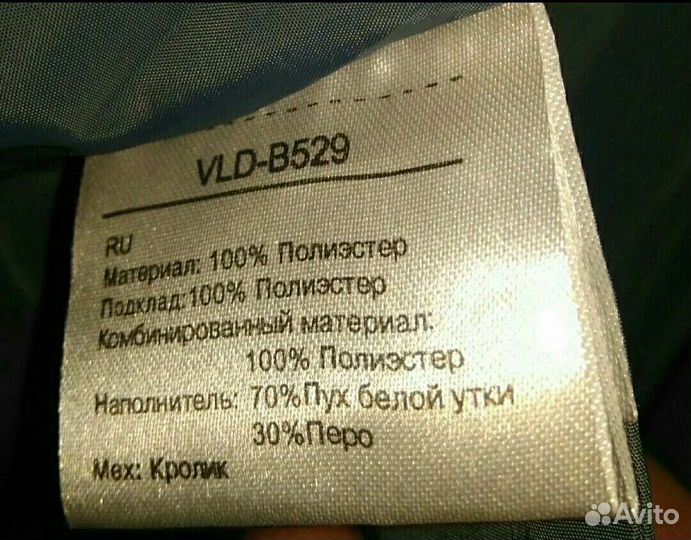 VLD-B529
RU
Материал: 100% Полиэстер
Подклад:100% Полиэстер
Комбинированный материал:
100% Полиэстер
Наполнитель: 70%Пух белой утки
30%Перо
Мех: Кролик
Avito